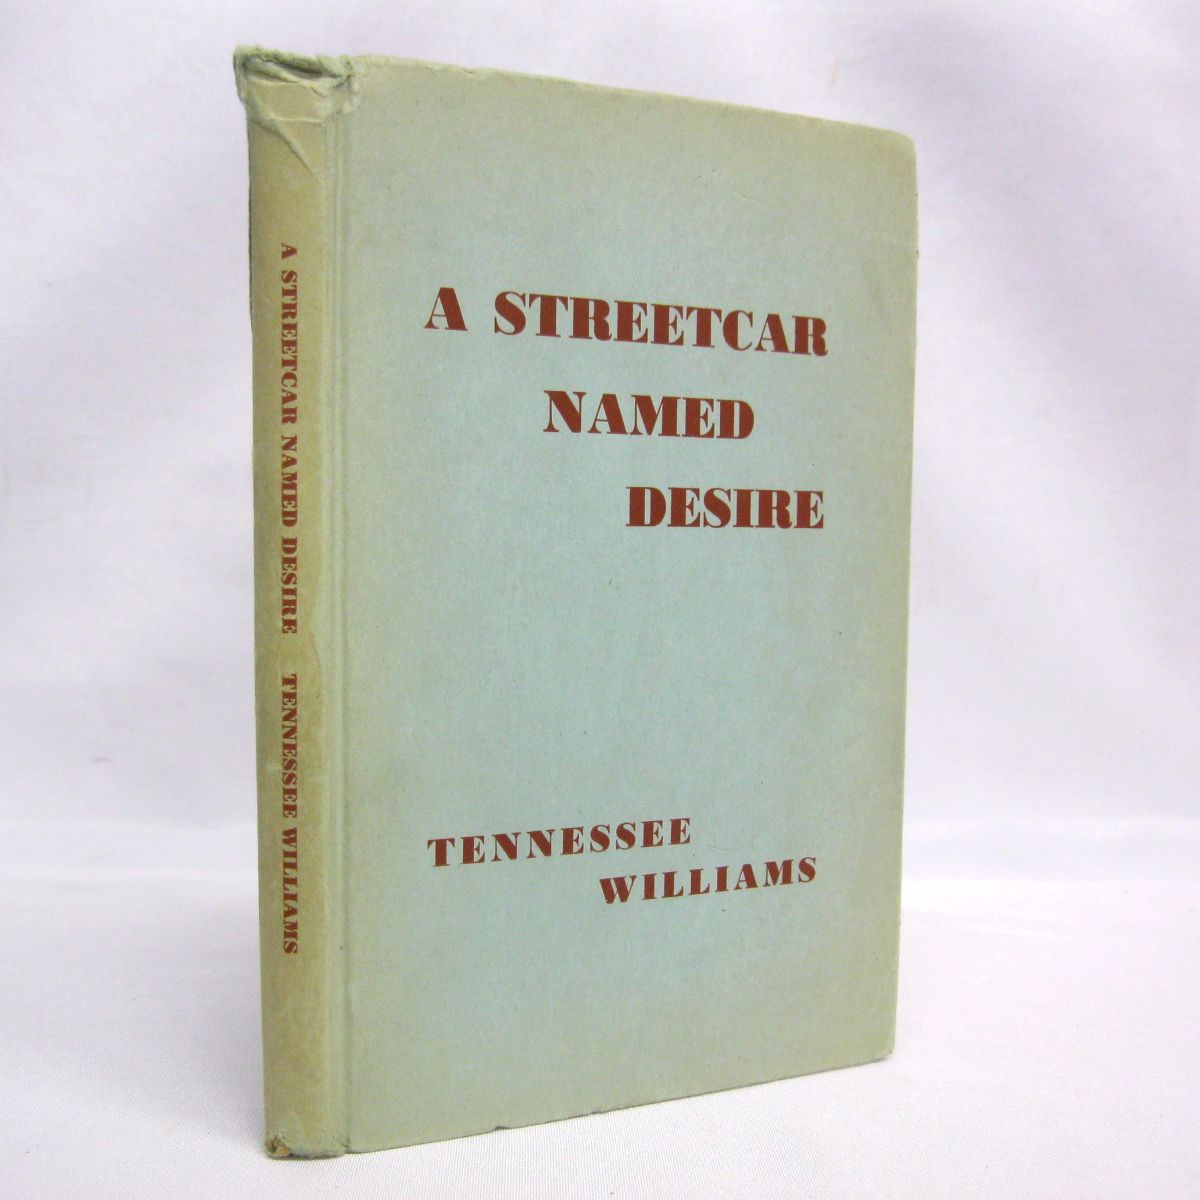 A STREETCAR NAMED DESIRE TENNESSEE WILLIAMS
A STREETCAR
NAMED
DESIRE
TENNESSEE
WILLIAMS